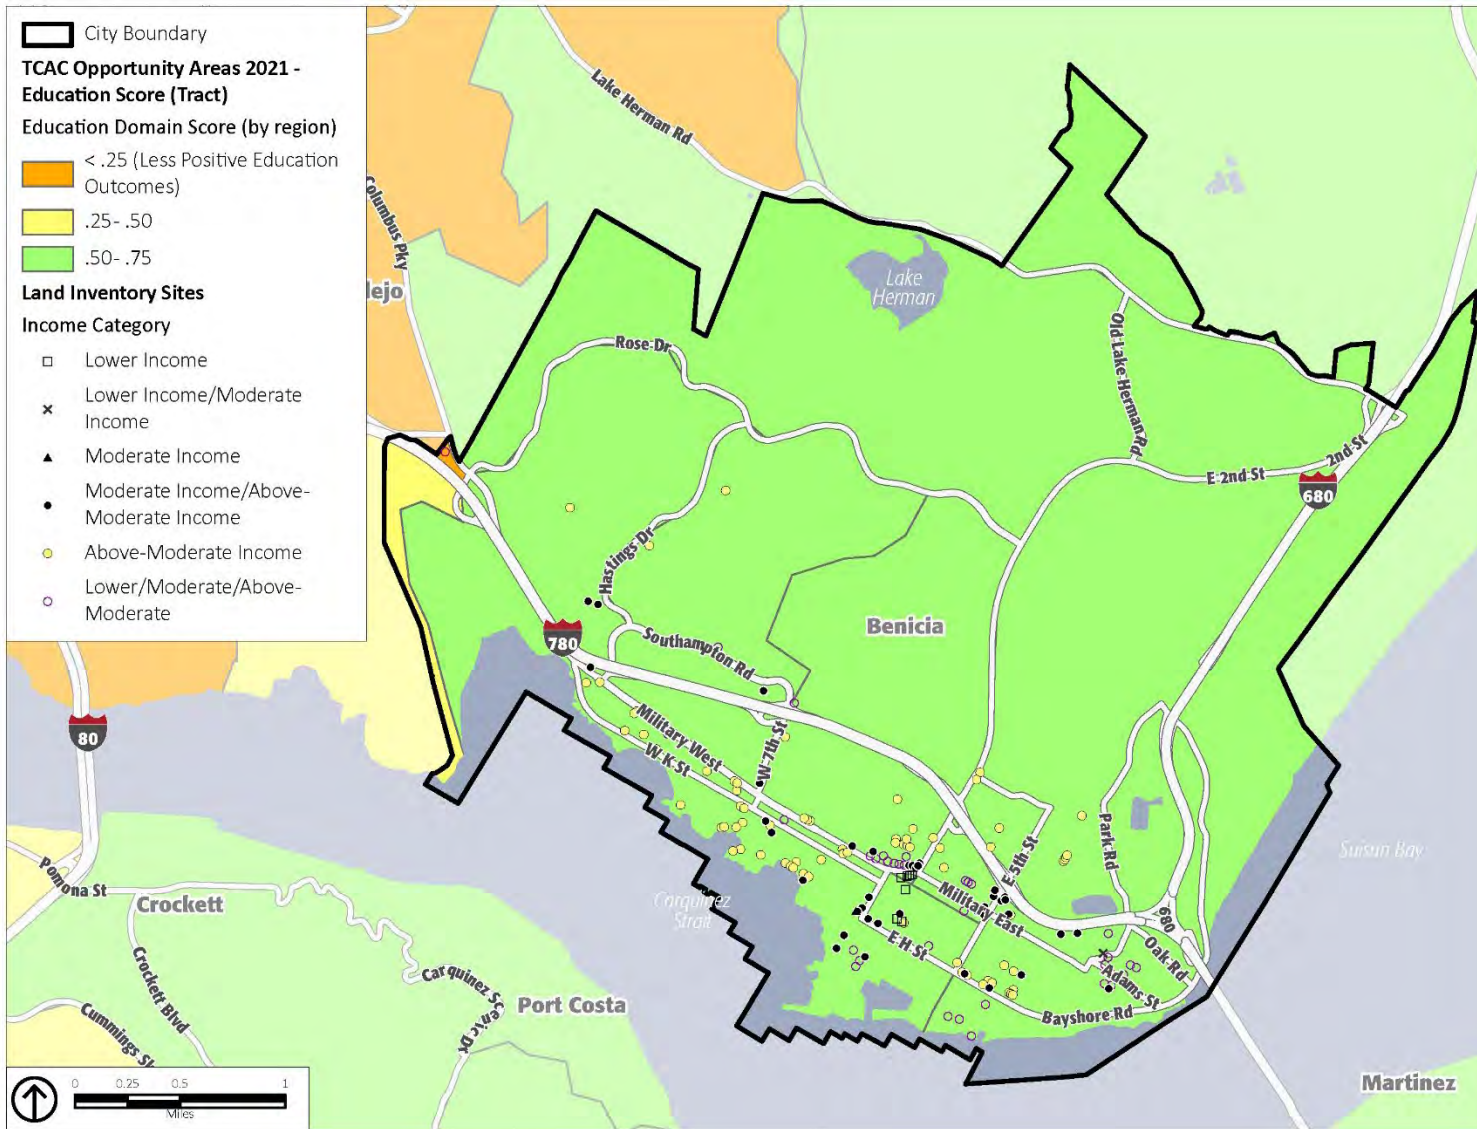 City Boundary
TCAC Opportunity Areas 2021 -
Education Score (Tract)
Education Domain Score (by region)
< .25 (Less Positive Education
Outcomes)
.25- .50
.50- .75
Land Inventory Sites
Income Category
Lower Income
Lower Income/Moderate
Income
Moderate Income
Moderate Income/Above-
Moderate Income
Above-Moderate Income
Lower/Moderate/Above-
Moderate
Lake Herman Rd
Columbus Pky
lejo
Lake
Herman
Rose Dr
Old Lake Herman Rd
E 2nd St
2nd St
680
Hastings Dr
Benicia
780
Southampton Rd
Military West
W K St
W 7th St
80
Park Rd
E 5th St
Suisun Bay
Pomona St
Crockett
Carquinez
Strait
Military East
680
E H St
Oak Rd
Adams St
Crockett Blvd
Carquinez Scenic Dr
Port Costa
Bayshore Rd
Cummings Sk
Martinez
0 0.25 0.5 1
Miles